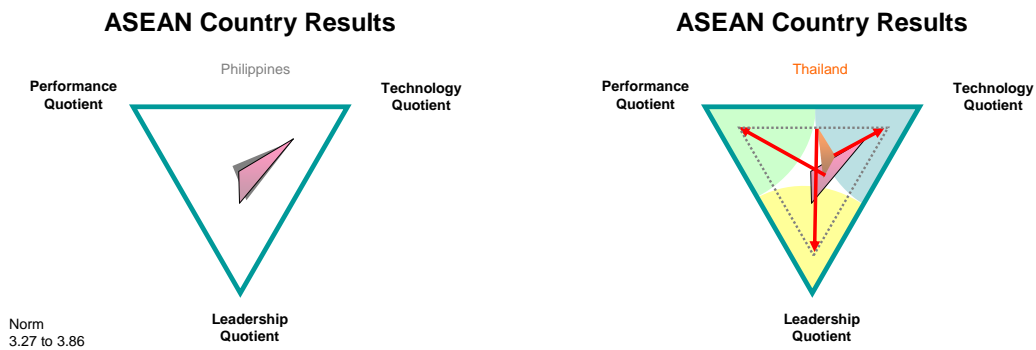 ASEAN Country Results
Philippines
Performance
Quotient
Technology
Quotient
Leadership
Quotient
Norm
3.27 to 3.86
ASEAN Country Results
Thailand
Performance
Quotient
Technology
Quotient
Leadership
Quotient